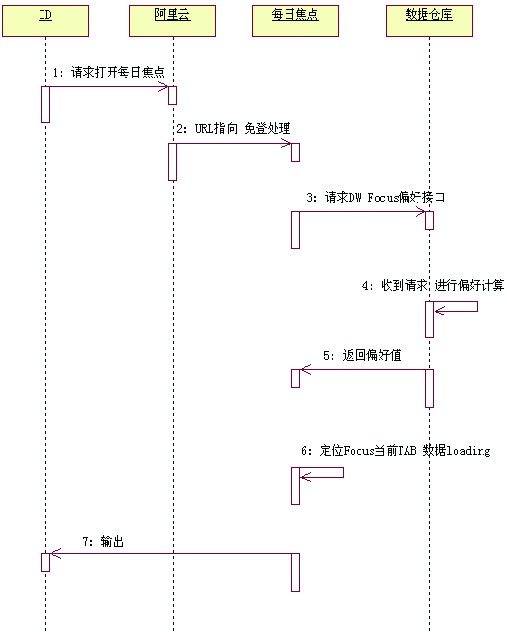 ID
阿里云
每日焦点
数据仓库
1: 请求打开每日焦点
2: URL指向 免登处理
3: 请求DW Focus偏好接口
4: 收到请求 进行偏好计算
5: 返回偏好值
6: 定位Focus当前TAB 数据loading
7: 输出